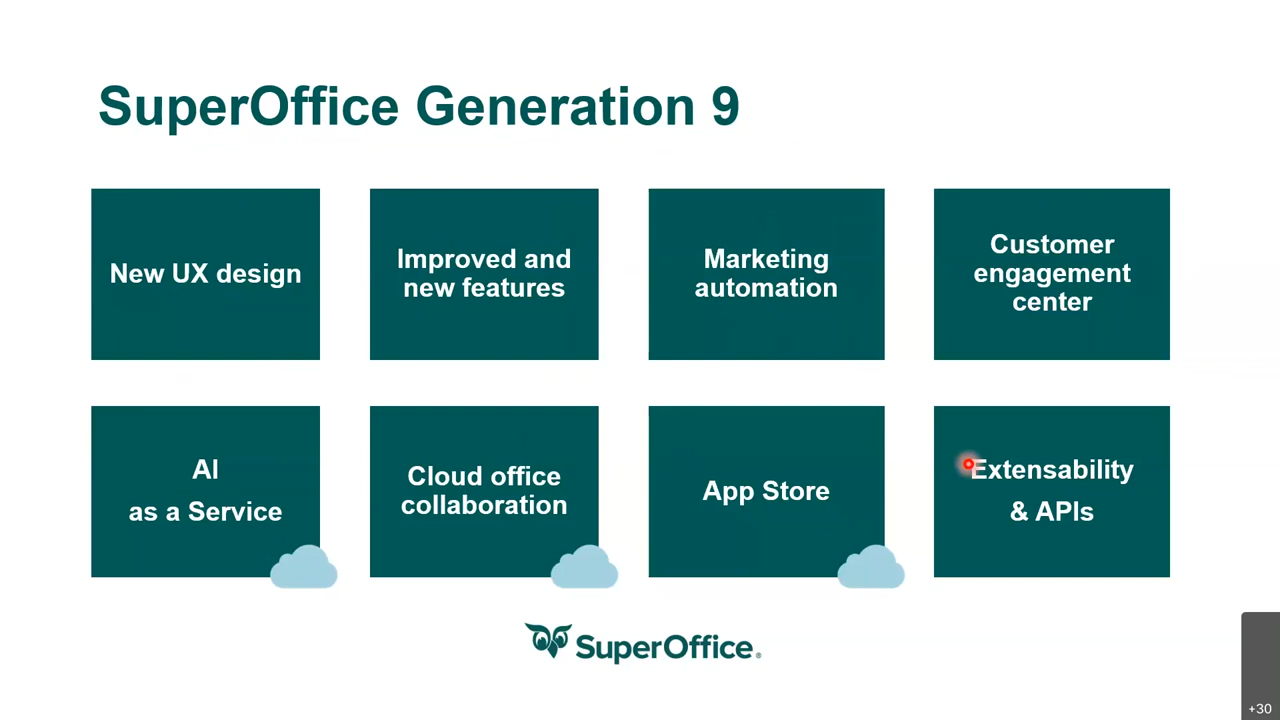 SuperOffice Generation 9
New UX design
Improved and
new features
Marketing
automation
Customer
engagement
center
AI
as a Service
Cloud office
collaboration
App Store
Extensability
& APIs
SuperOffice®
+30